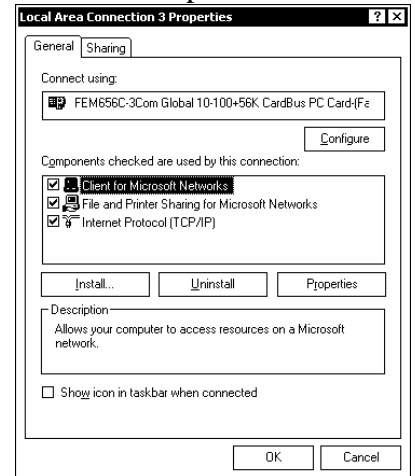 Local Area Connection 3 Properties
General Sharing
Connect using:
FEM656C-3Com Global 10-100+56K CardBus PC Card-(Fa
Configure
Components checked are used by this connection:
Client for Microsoft Networks
File and Printer Sharing for Microsoft Networks
Internet Protocol (TCP/IP)
Install... Uninstall Properties
Description
Allows your computer to access resources on a Microsoft
network.
Show icon in taskbar when connected
OK Cancel